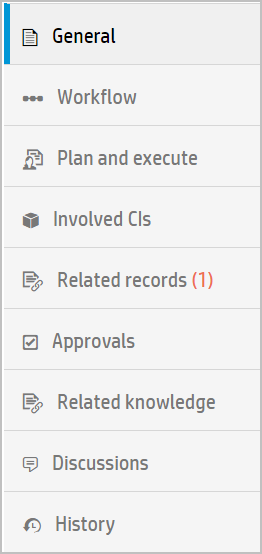 General
Workflow
Plan and execute
Involved CIs
Related records (1)
Approvals
Related knowledge
Discussions
History